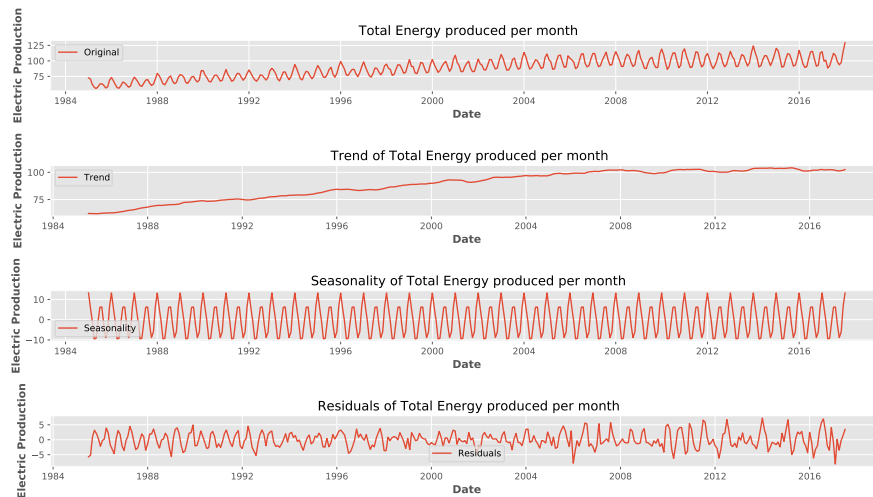 Total Energy produced per month
Electric Production
125
100
75
Original
1984 1988 1992 1996 2000 2004 2008 2012 2016
Date
Trend of Total Energy produced per month
Electric Production
100
75
Trend
1984 1988 1992 1996 2000 2004 2008 2012 2016
Date
Seasonality of Total Energy produced per month
Electric Production
10
0
−10
Seasonality
1984 1988 1992 1996 2000 2004 2008 2012 2016
Date
Residuals of Total Energy produced per month
Electric Production
5
0
−5
Residuals
1984 1988 1992 1996 2000 2004 2008 2012 2016
Date